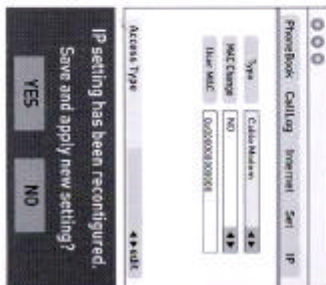 PhoneBook CallLog Internet Set IP
Type Cable Modem
MAC Change NO
User MAC
Access Type edit
IP setting has been reconfigured.
Save and apply new setting?
YES NO